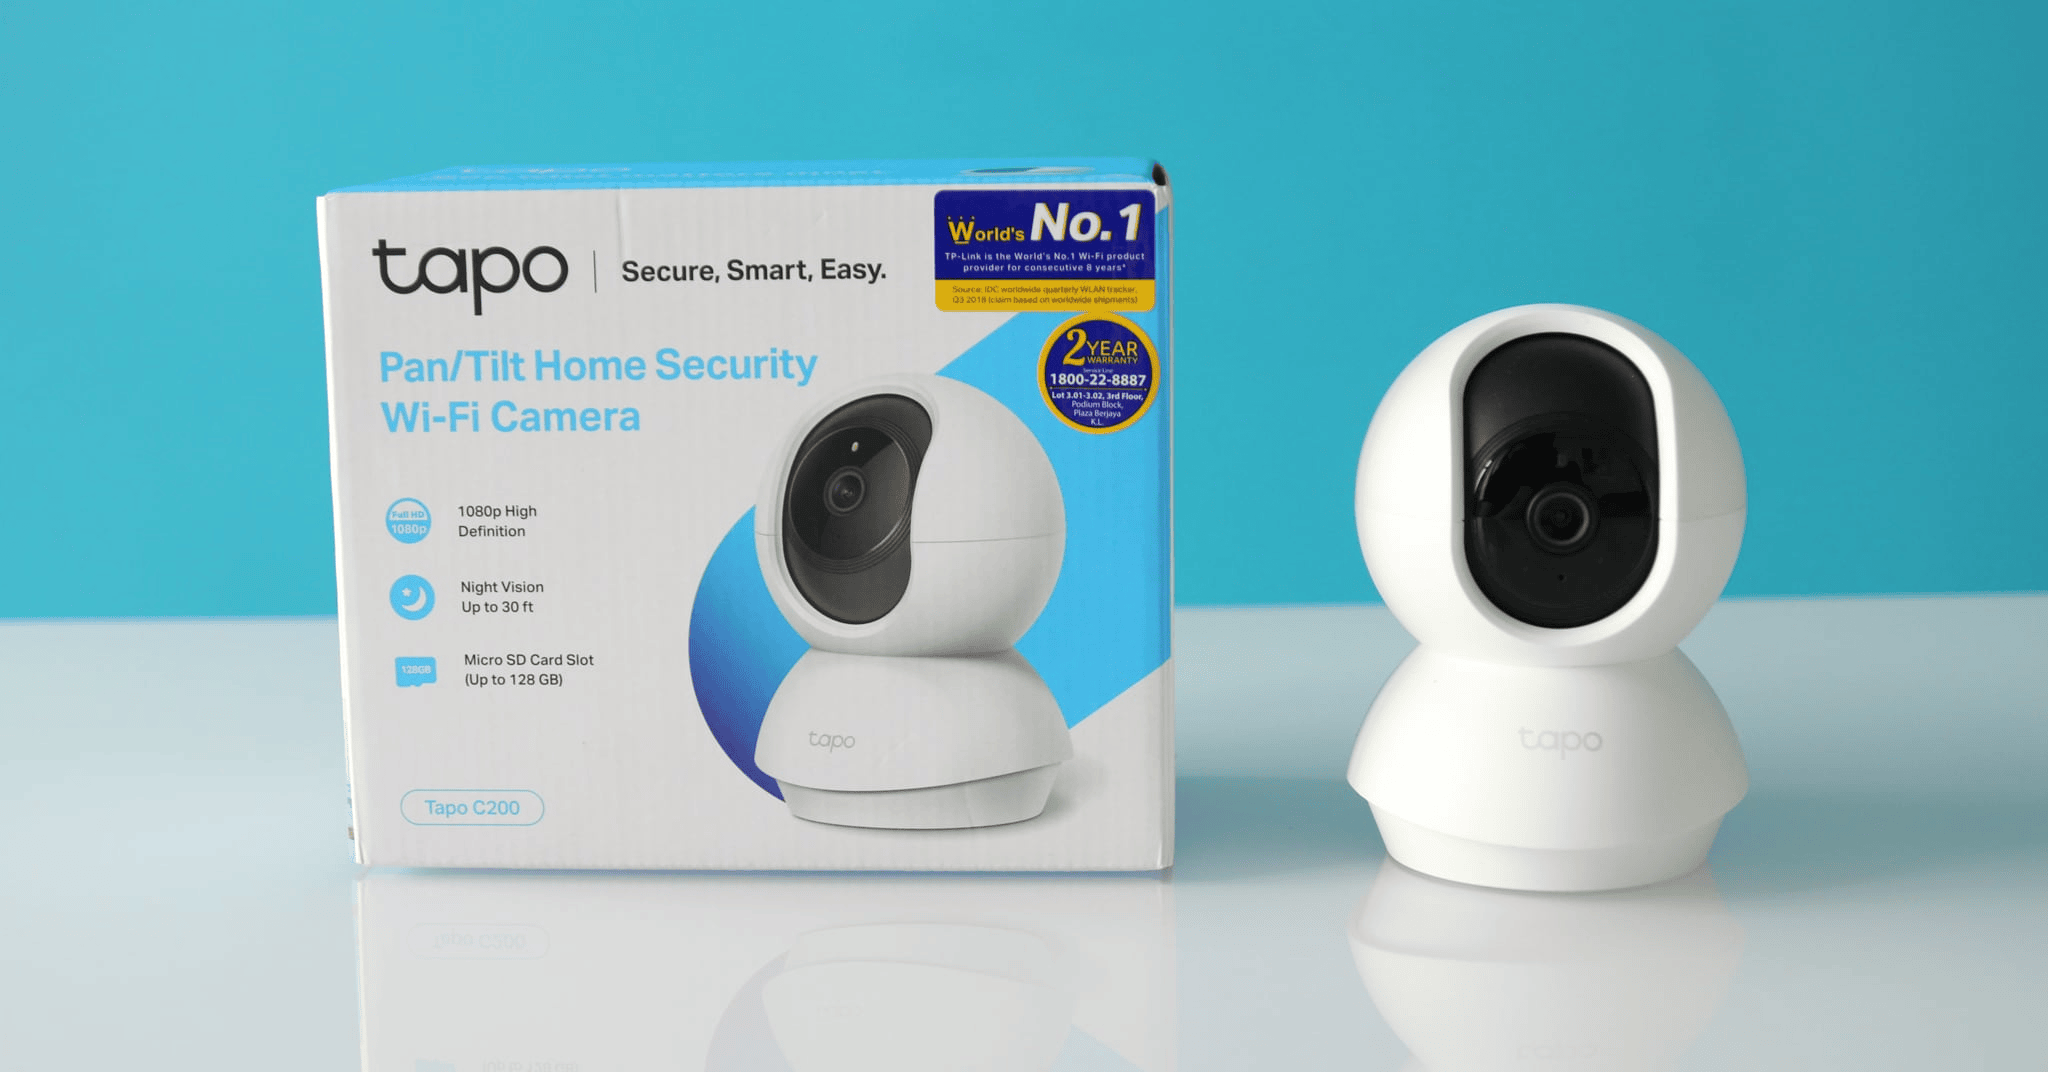 tapo
Secure, Smart, Easy.
World's No.1
TP-Link is the World's No.1 Wi-Fi product
provider for consecutive 8 years*
Source: IDC worldwide quarterly WLAN tracker,
Q3 2018 (claim based on worldwide shipments)
2 YEAR
WARRANTY
Service Line
1800-22-8887
Lot 3.01-3.02, 3rd Floor,
Podium Block,
Plaza Berjaya
K.L.
Pan/Tilt Home Security
Wi-Fi Camera
Full HD
1080p
1080p High
Definition
Night Vision
Up to 30 ft
128GB
Micro SD Card Slot
(Up to 128 GB)
tapo
Tapo C200
tapo